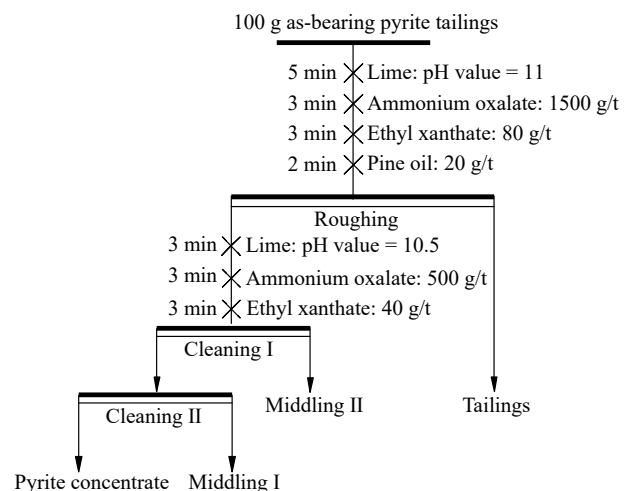 100 g as-bearing pyrite tailings
5 min Lime: pH value = 11
3 min Ammonium oxalate: 1500 g/t
3 min Ethyl xanthate: 80 g/t
2 min Pine oil: 20 g/t
Roughing
3 min Lime: pH value = 10.5
3 min Ammonium oxalate: 500 g/t
3 min Ethyl xanthate: 40 g/t
Cleaning I
Cleaning II Middling II Tailings
Pyrite concentrate Middling I